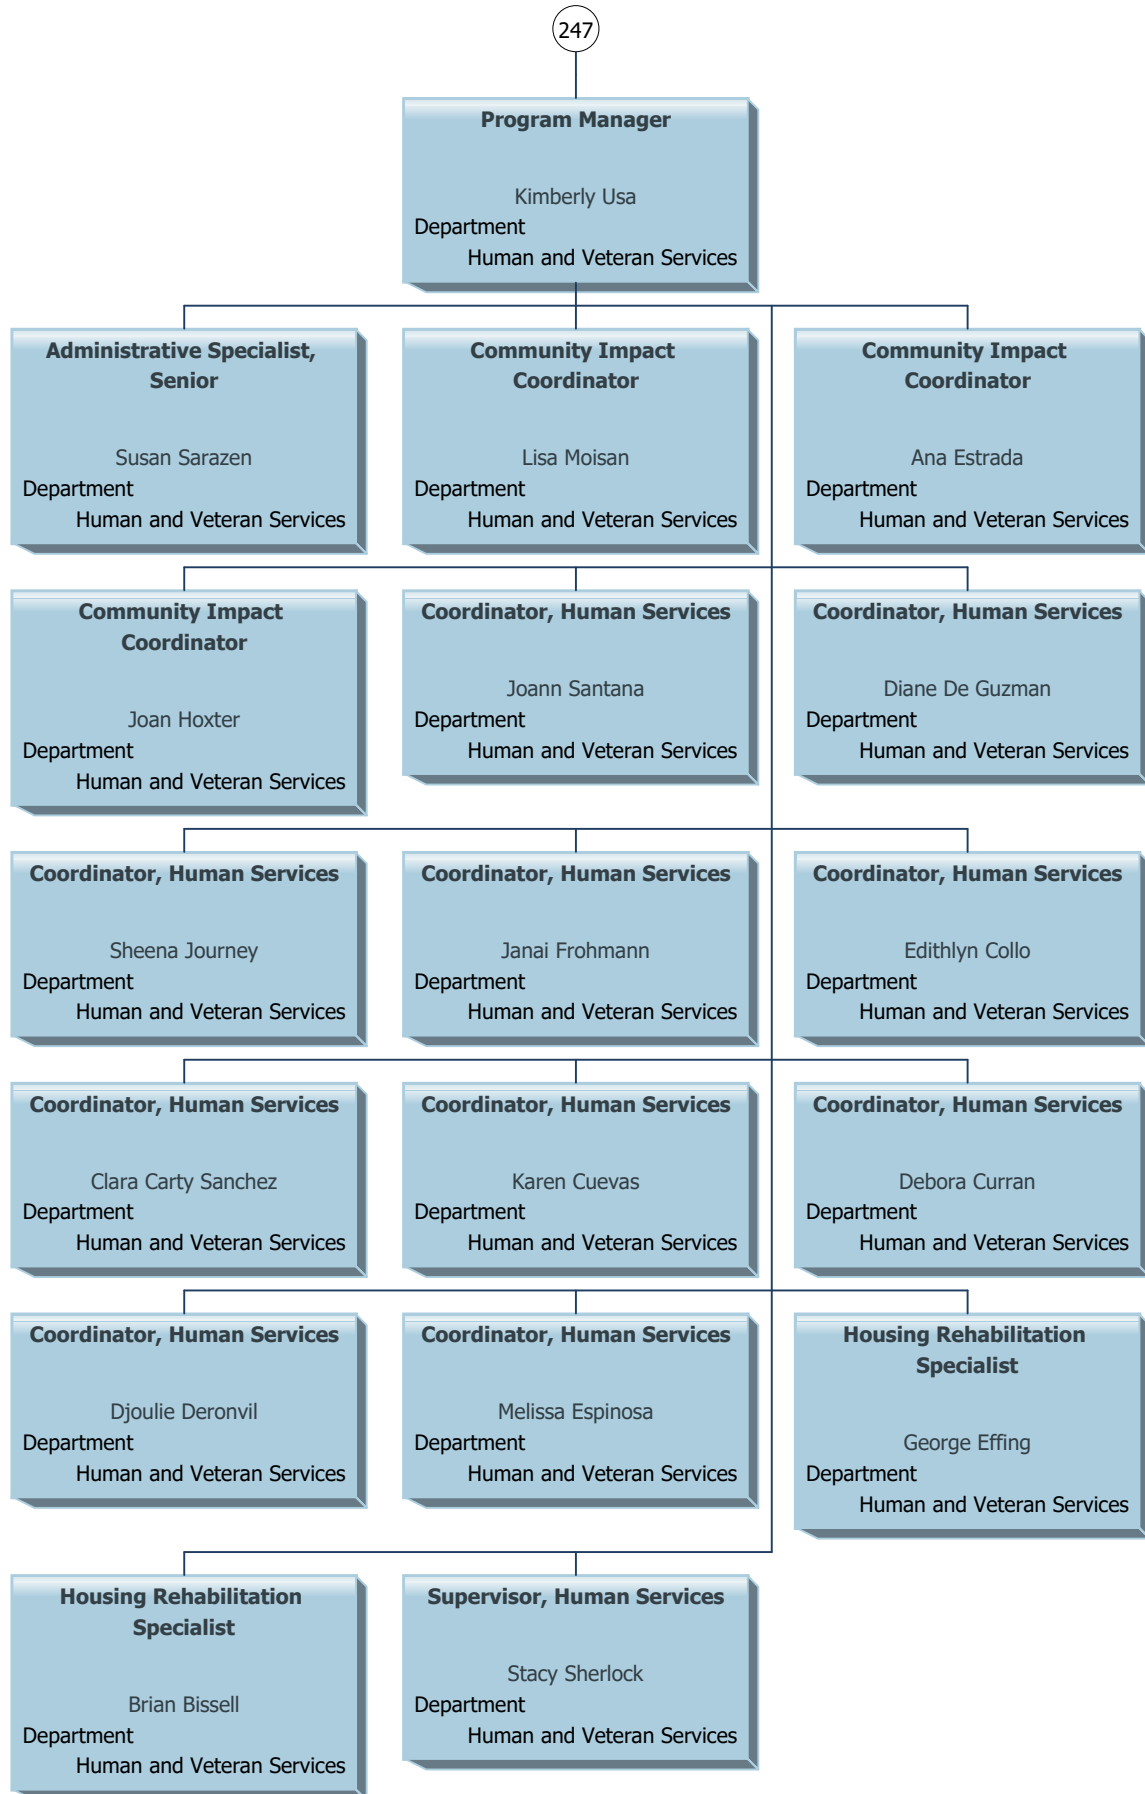 247
Program Manager
Kimberly Usa
Department
Human and Veteran Services
Administrative Specialist,
Senior
Susan Sarazen
Department
Human and Veteran Services
Community Impact
Coordinator
Lisa Moisan
Department
Human and Veteran Services
Community Impact
Coordinator
Ana Estrada
Department
Human and Veteran Services
Community Impact
Coordinator
Joan Hoxter
Department
Human and Veteran Services
Coordinator, Human Services
Joann Santana
Department
Human and Veteran Services
Coordinator, Human Services
Diane De Guzman
Department
Human and Veteran Services
Coordinator, Human Services
Sheena Journey
Department
Human and Veteran Services
Coordinator, Human Services
Janai Frohmann
Department
Human and Veteran Services
Coordinator, Human Services
Edithlyn Collo
Department
Human and Veteran Services
Coordinator, Human Services
Clara Carty Sanchez
Department
Human and Veteran Services
Coordinator, Human Services
Karen Cuevas
Department
Human and Veteran Services
Coordinator, Human Services
Debora Curran
Department
Human and Veteran Services
Coordinator, Human Services
Djoulie Deronvil
Department
Human and Veteran Services
Coordinator, Human Services
Melissa Espinosa
Department
Human and Veteran Services
Housing Rehabilitation
Specialist
George Effing
Department
Human and Veteran Services
Housing Rehabilitation
Specialist
Brian Bissell
Department
Human and Veteran Services
Supervisor, Human Services
Stacy Sherlock
Department
Human and Veteran Services